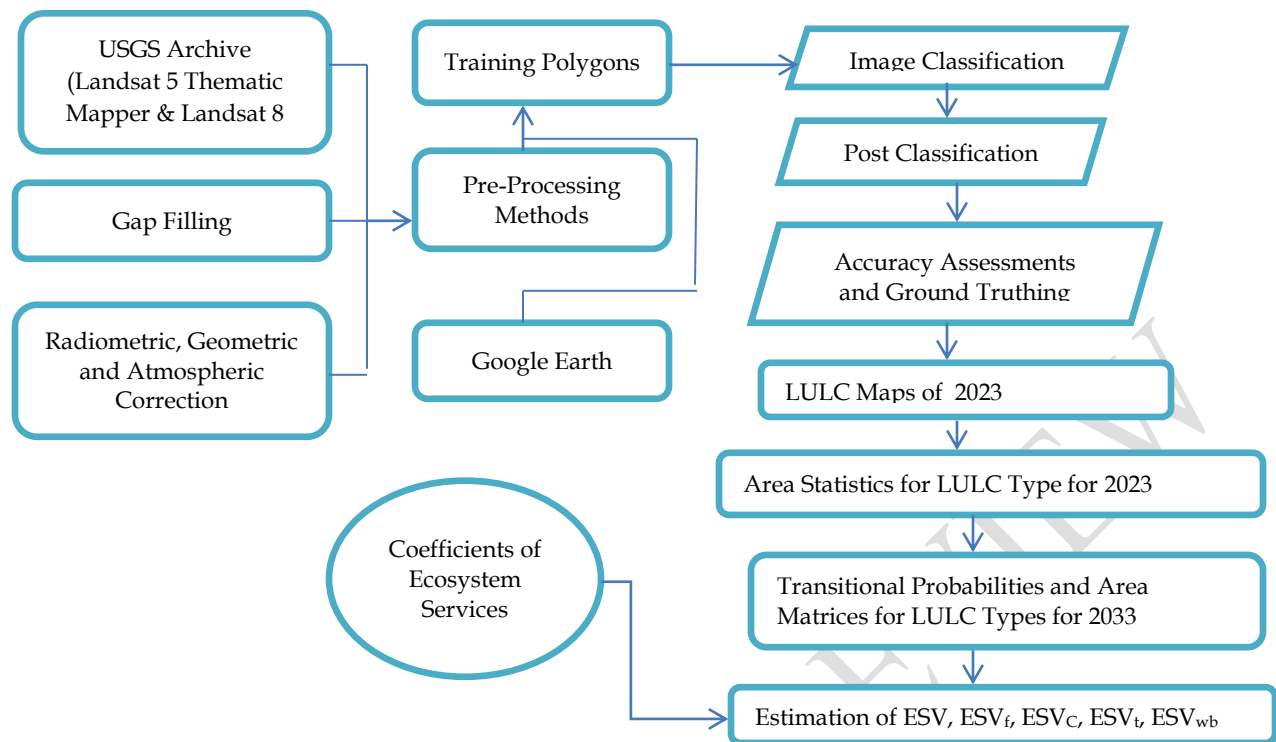 USGS Archive
(Landsat 5 Thematic
Mapper & Landsat 8
Gap Filling
Radiometric, Geometric
and Atmospheric
Correction
Training Polygons
Pre-Processing
Methods
Google Earth
Image Classification
Post Classification
Accuracy Assessments
and Ground Truthing
LULC Maps of 2023
Area Statistics for LULC Type for 2023
Transitional Probabilities and Area
Matrices for LULC Types for 2033
Coefficients of
Ecosystem
Services
Estimation of ESV, ESVf, ESVC, ESVt, ESVwb